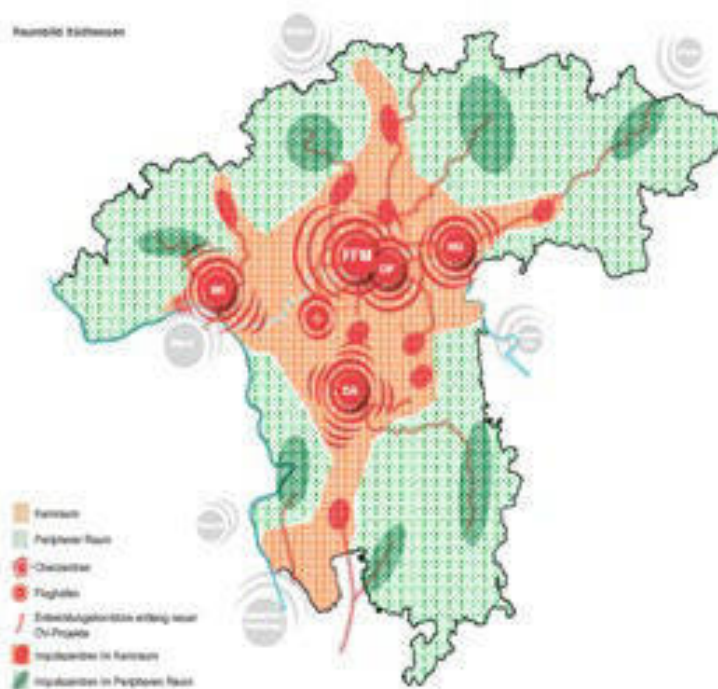 Raumbild Südhessen
FFM
OF
HU
WI
DA
Kernraum
Peripherer Raum
Oberzentren
Flughafen
Entwicklungskorridore entlang neuer
ÖV-Projekte
Impulszentren im Kernraum
Impulszentren im Peripheren Raum